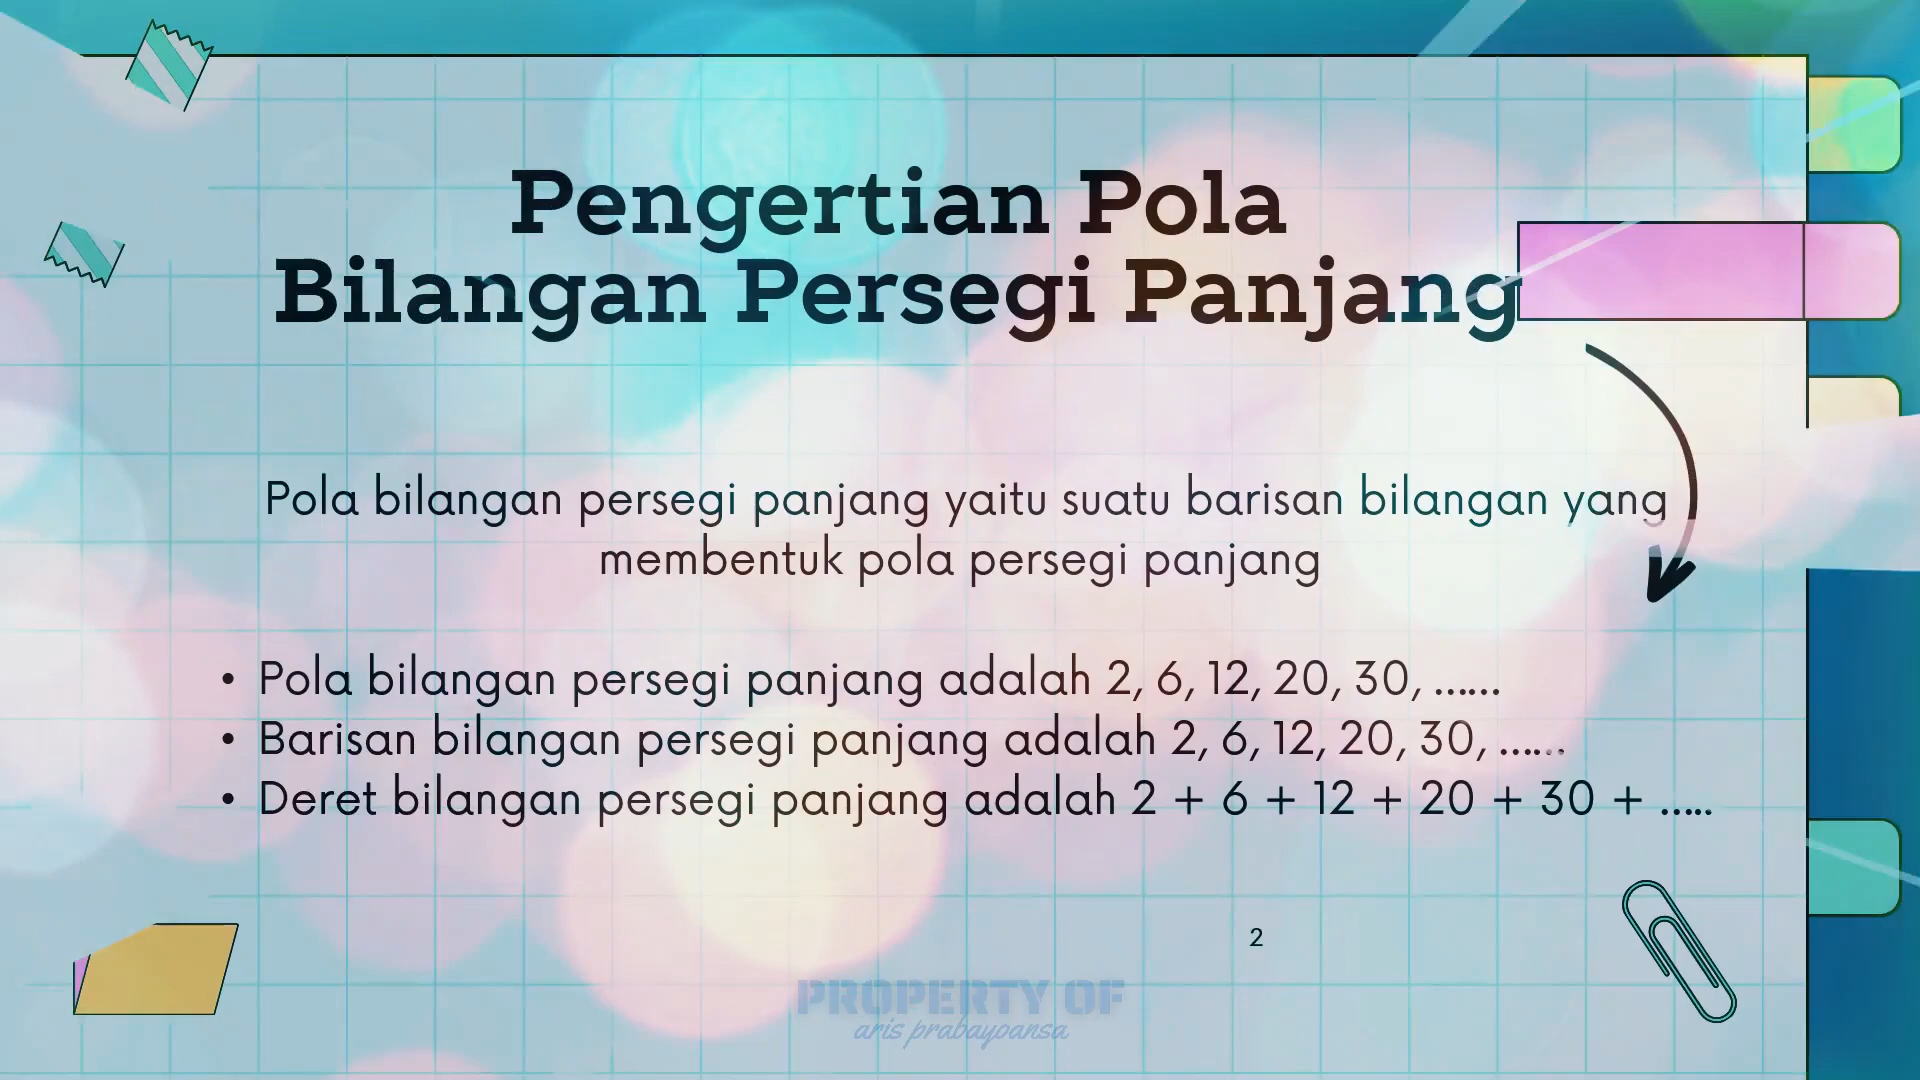 Pengertian Pola
Bilangan Persegi Panjang
Pola bilangan persegi panjang yaitu suatu barisan bilangan yang
membentuk pola persegi panjang
• Pola bilangan persegi panjang adalah 2, 6, 12, 20, 30, ......
• Barisan bilangan persegi panjang adalah 2, 6, 12, 20, 30, ......
• Deret bilangan persegi panjang adalah 2 + 6 + 12 + 20 + 30 + .....
2
PROPERTY OF
aris prabaypansa